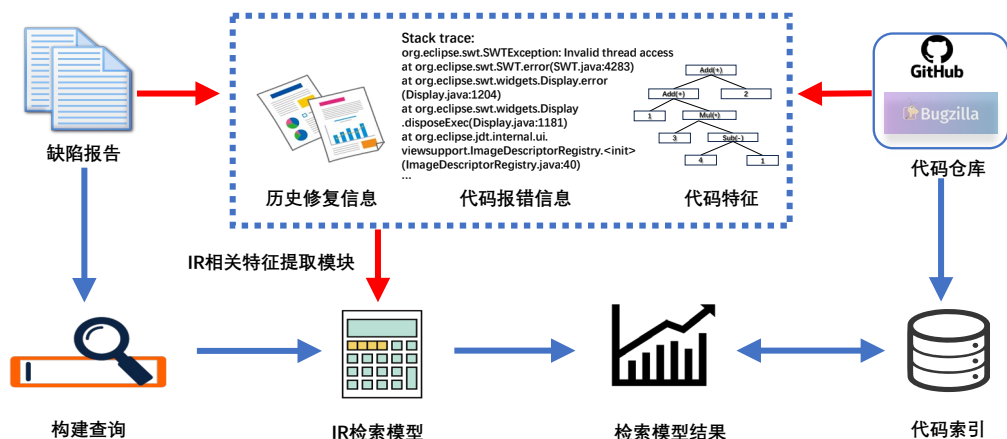 Stack trace:
org.eclipse.swt.SWTException: Invalid thread access
at org.eclipse.swt.SWT.error(SWT.java:4283)
at org.eclipse.swt.widgets.Display.error
(Display.java:1204)
at org.eclipse.swt.widgets.Display
.disposeExec(Display.java:1181)
at org.eclipse.jdt.internal.ui.
viewsupport.ImageDescriptorRegistry.<init>
(ImageDescriptorRegistry.java:40)
...
Add(+)
Add(+)
2
1
Mul(*)
3
Sub(-)
4
1
GitHub
Bugzilla
缺陷报告
历史修复信息
代码报错信息
代码特征
代码仓库
IR相关特征提取模块
构建查询
IR检索模型
检索模型结果
代码索引